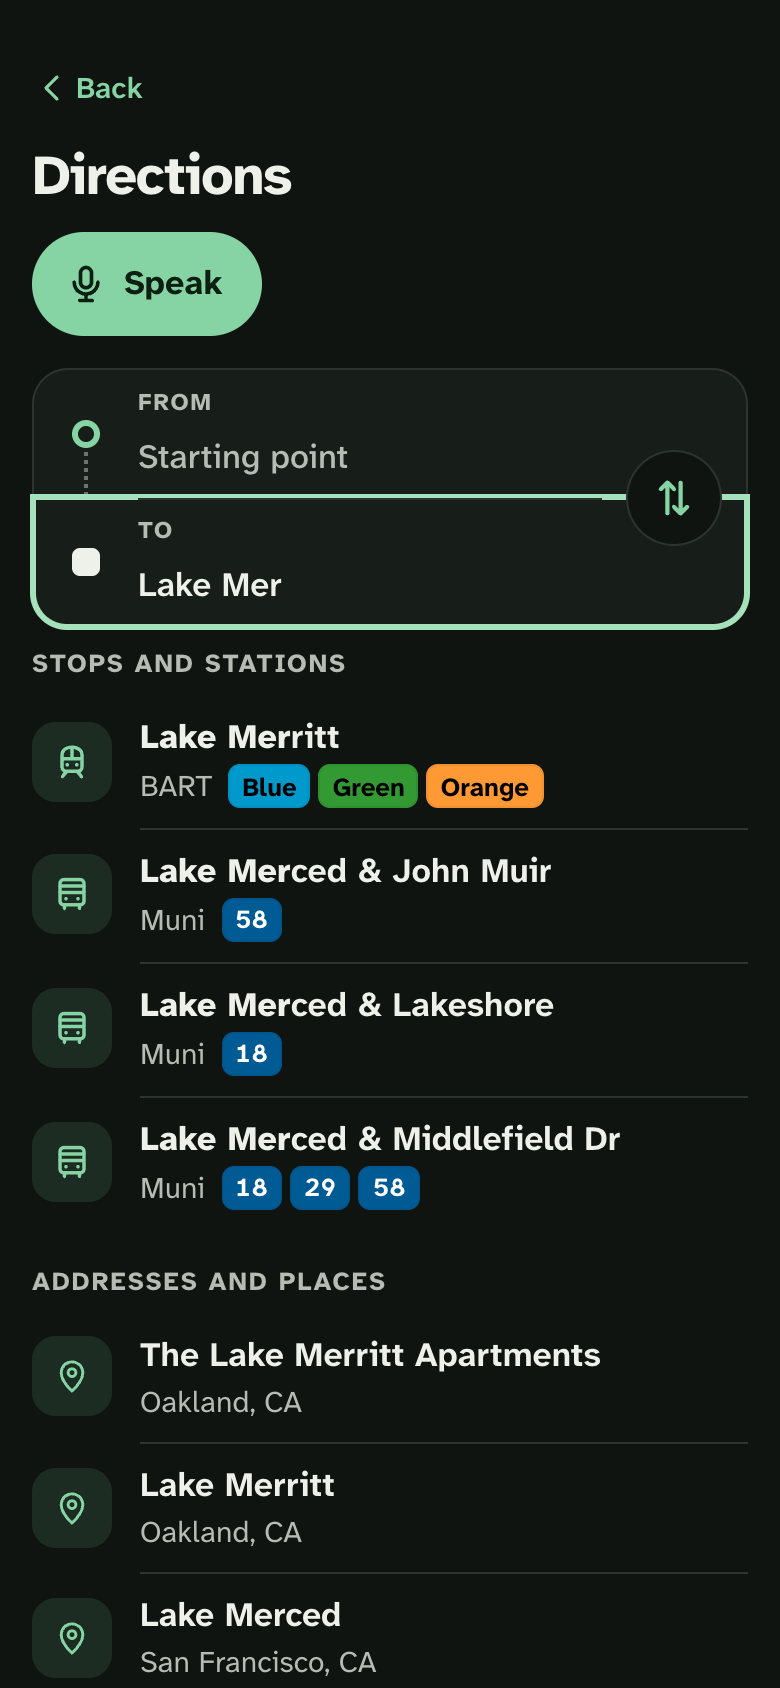 Back
Directions
Speak
FROM
Starting point
TO
Lake Mer
STOPS AND STATIONS
Lake Merritt
BART Blue Green Orange
Lake Merced & John Muir
Muni 58
Lake Merced & Lakeshore
Muni 18
Lake Merced & Middlefield Dr
Muni 18 29 58
ADDRESSES AND PLACES
The Lake Merritt Apartments
Oakland, CA
Lake Merritt
Oakland, CA
Lake Merced
San Francisco, CA